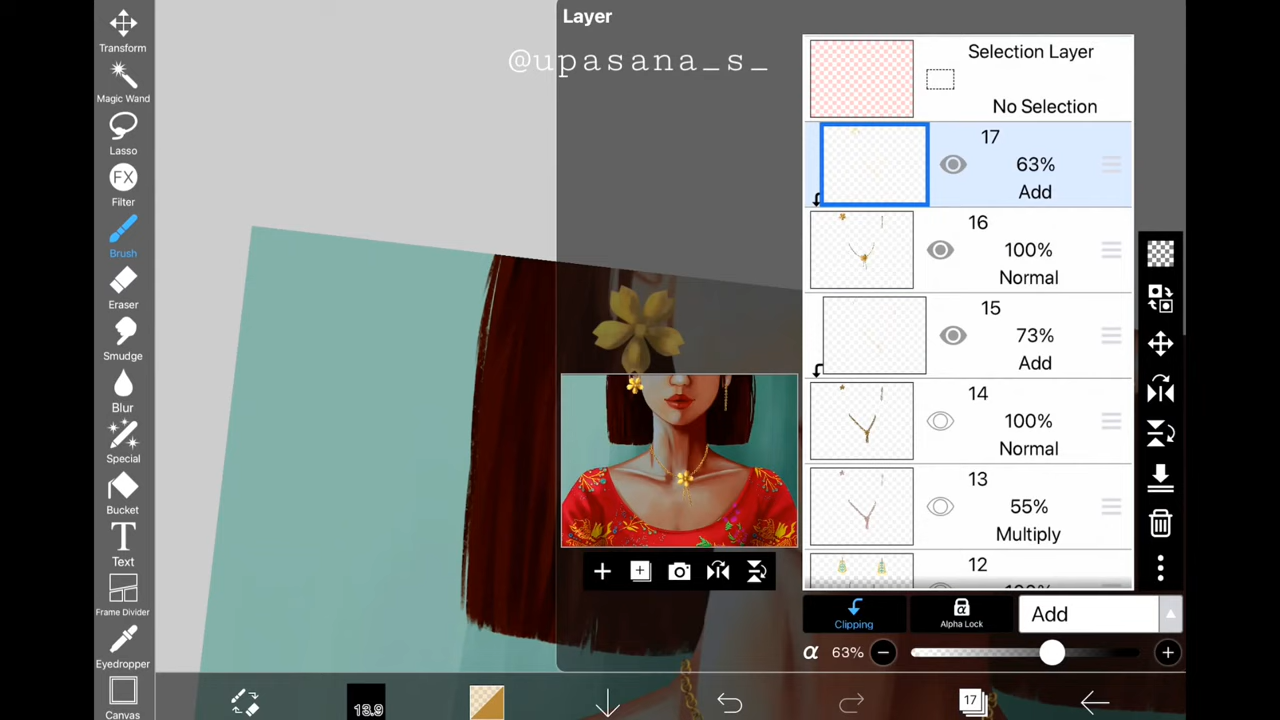 Transform
Magic Wand
Lasso
FX
Filter
Brush
Eraser
Smudge
Blur
Special
Bucket
T
Text
Frame Divider
Eyedropper
Canvas
Layer
@upasana_s_
Selection Layer
No Selection
17
63%
Add
16
100%
Normal
15
73%
Add
14
100%
Normal
13
55%
Multiply
12
Clipping
α
Alpha Lock
Add
α 63%
13.9
17